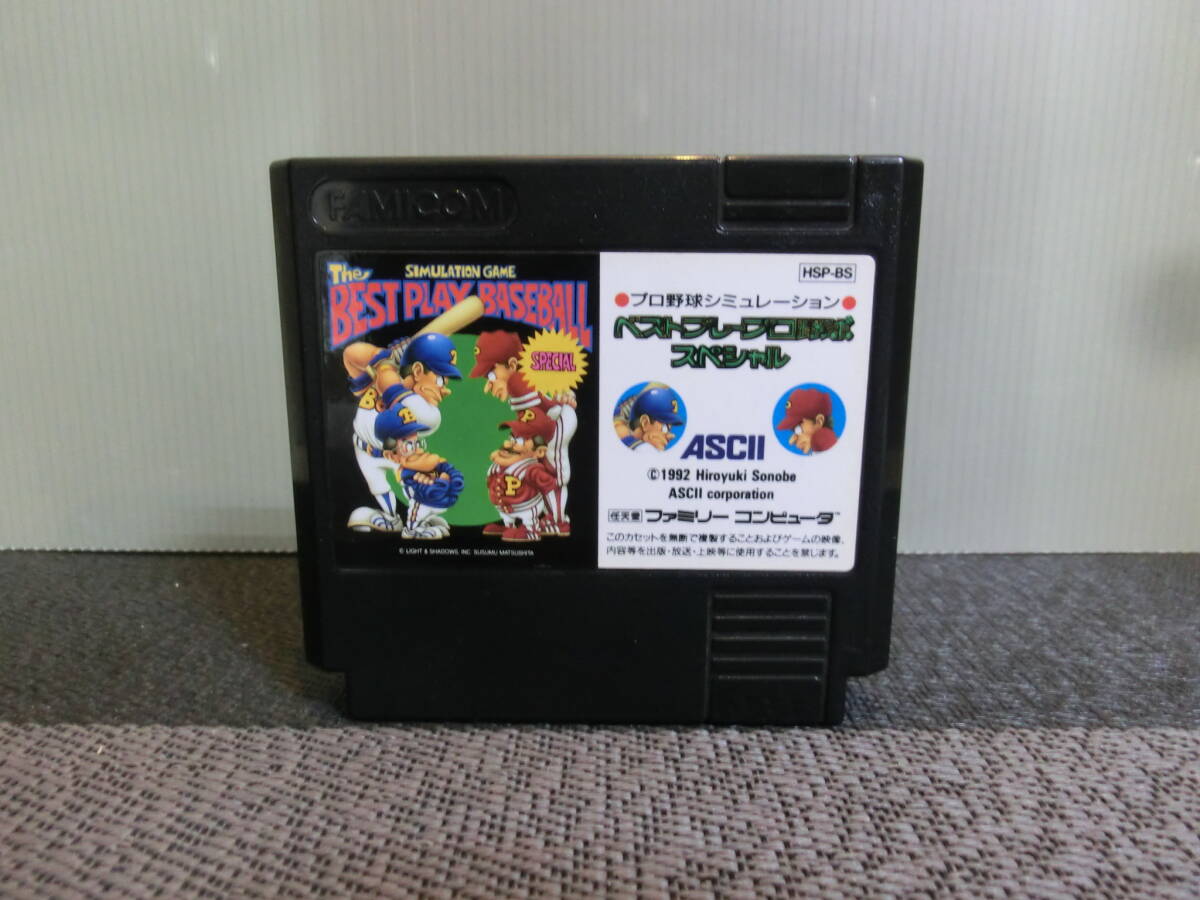 FAMICOM
The
SIMULATION GAME
BEST PLAY BASEBALL
SPECIAL
B
B
P
P
P
© LIGHT & SHADOWS, INC. SUSUMU MATSUSHITA
HSP-BS
●プロ野球シミュレーション●
ベストプレープロ野球
スペシャル
ASCII
©1992 Hiroyuki Sonobe
ASCII corporation
任天堂 ファミリー コンピュータ™
このカセットを無断で複製することおよびゲームの映像、
内容等を出版・放送・上映等に使用することを禁じます。